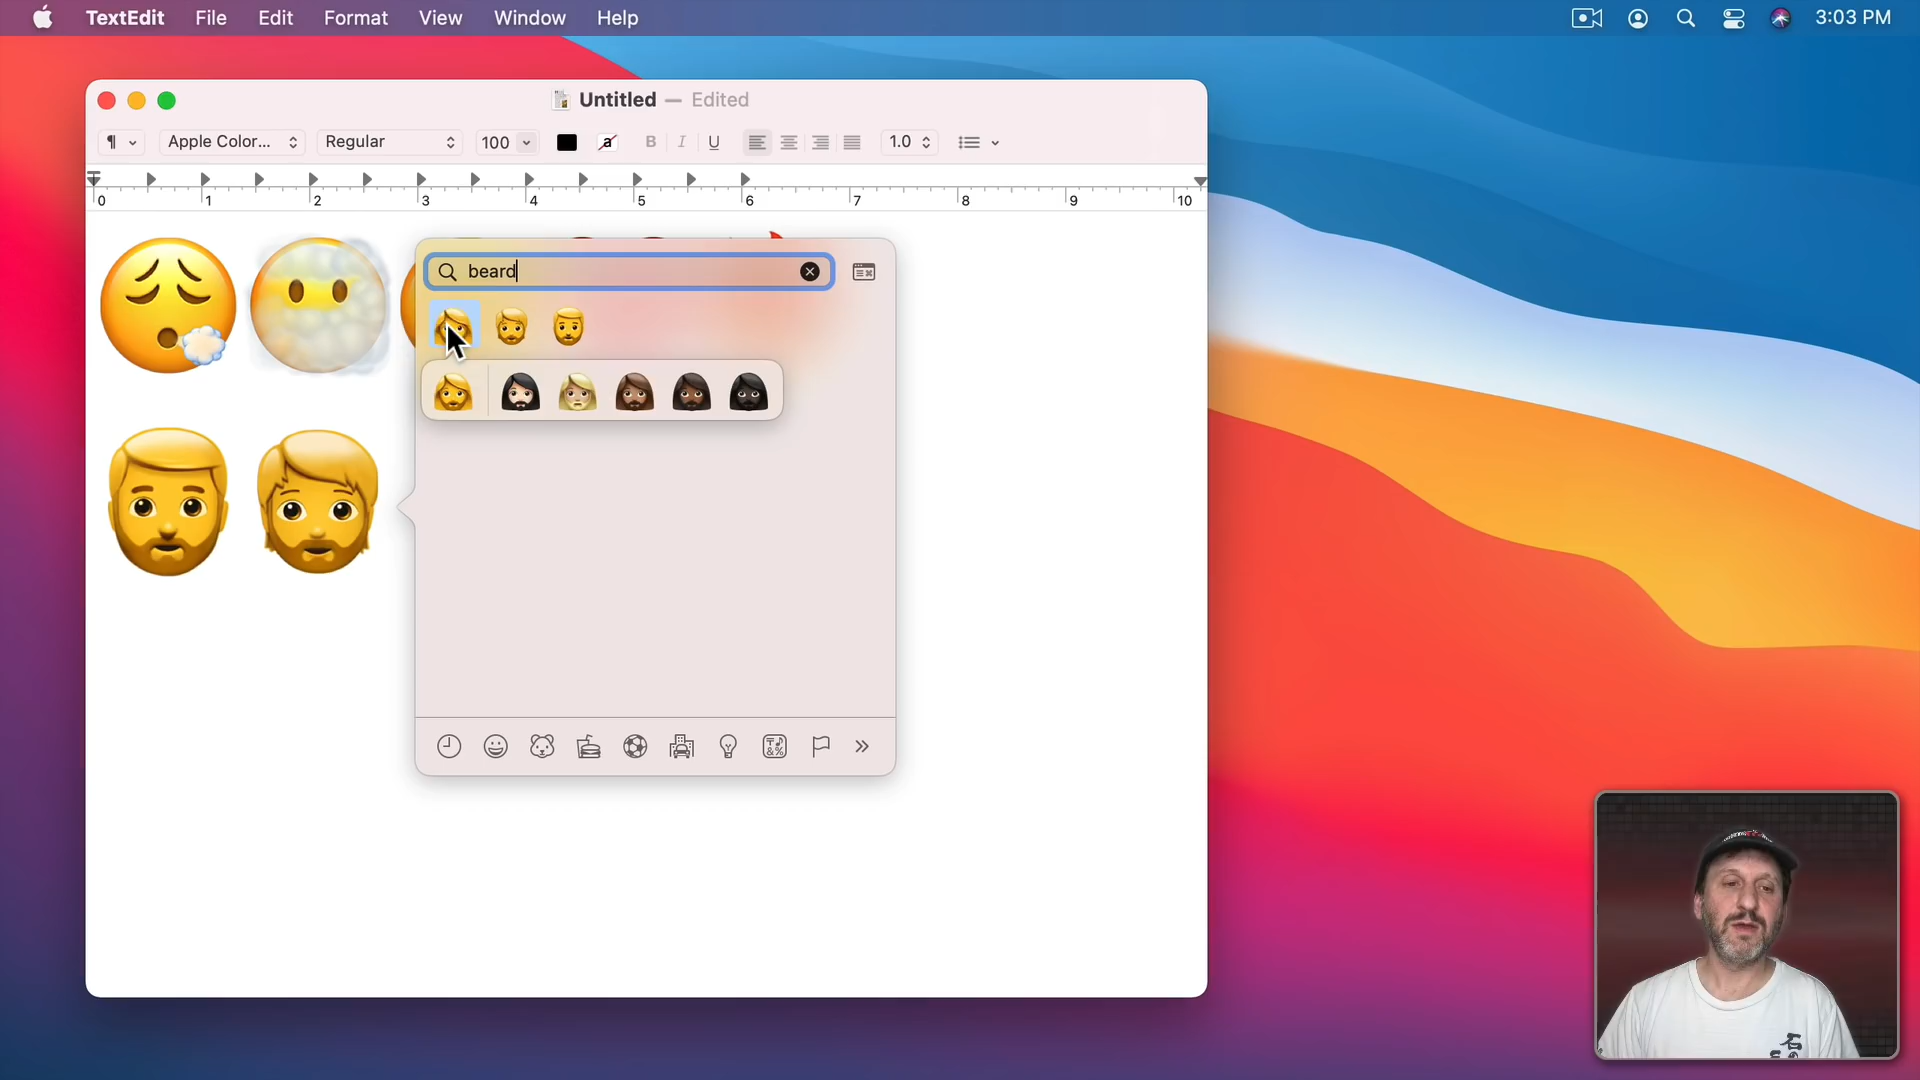 TextEdit File Edit Format View Window Help 3:03 PM
Untitled — Edited
¶ Apple Color... Regular 100 a B I U 1.0
0 1 2 3 4 5 6 7 8 9 10
beard